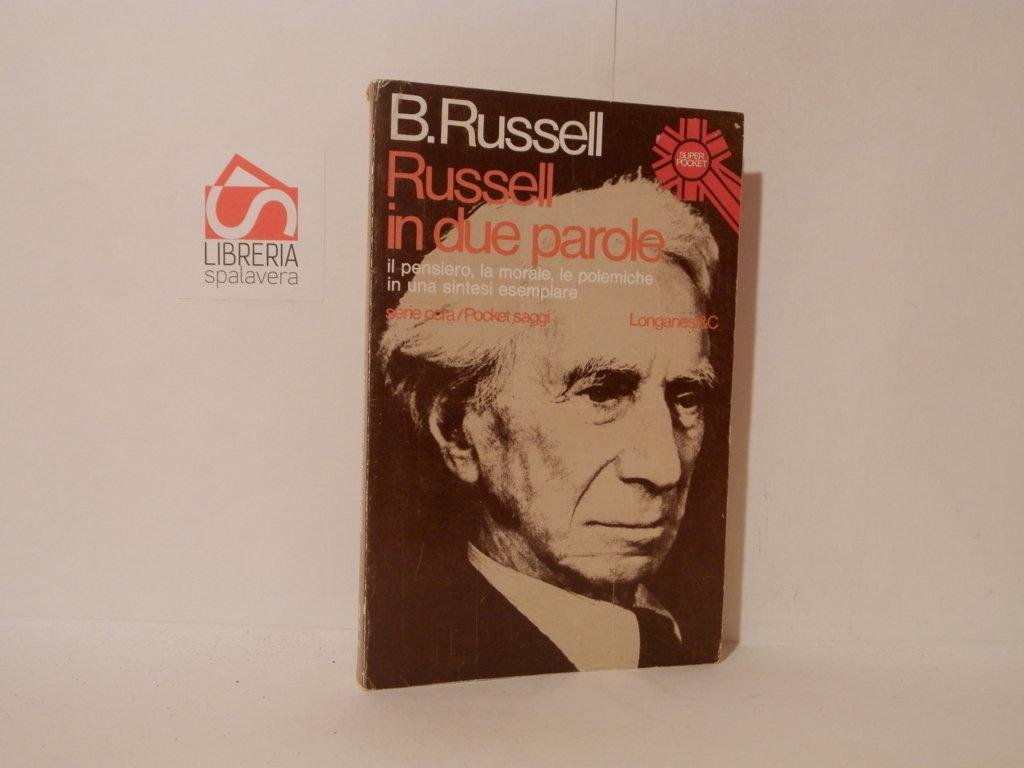 LIBRERIA
spalavera
B.Russell
SUPER
POCKET
Russell
in due parole
il pensiero, la morale, le polemiche
in una sintesi esemplare
serie ocra/Pocket saggi
Longanesi&C